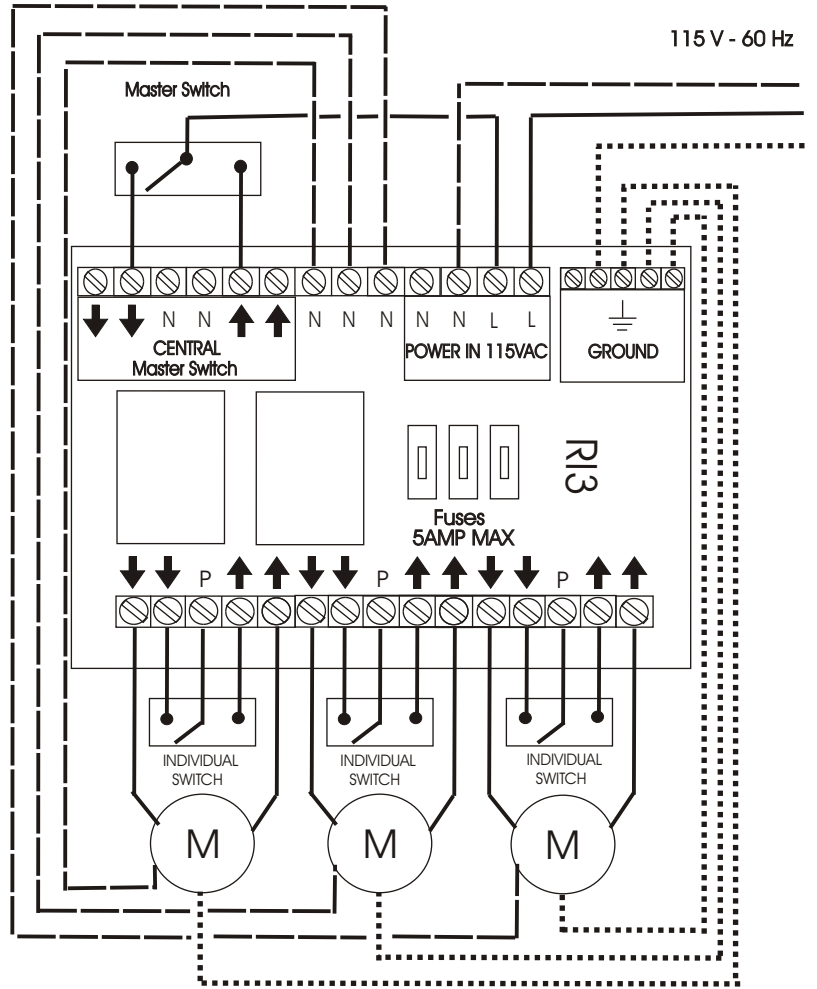 115 V - 60 Hz
Master Switch
N N N N N N N L L
CENTRAL
Master Switch
POWER IN 115VAC
GROUND
RI3
Fuses
5AMP MAX
P P P
INDIVIDUAL
SWITCH
INDIVIDUAL
SWITCH
INDIVIDUAL
SWITCH
M M M